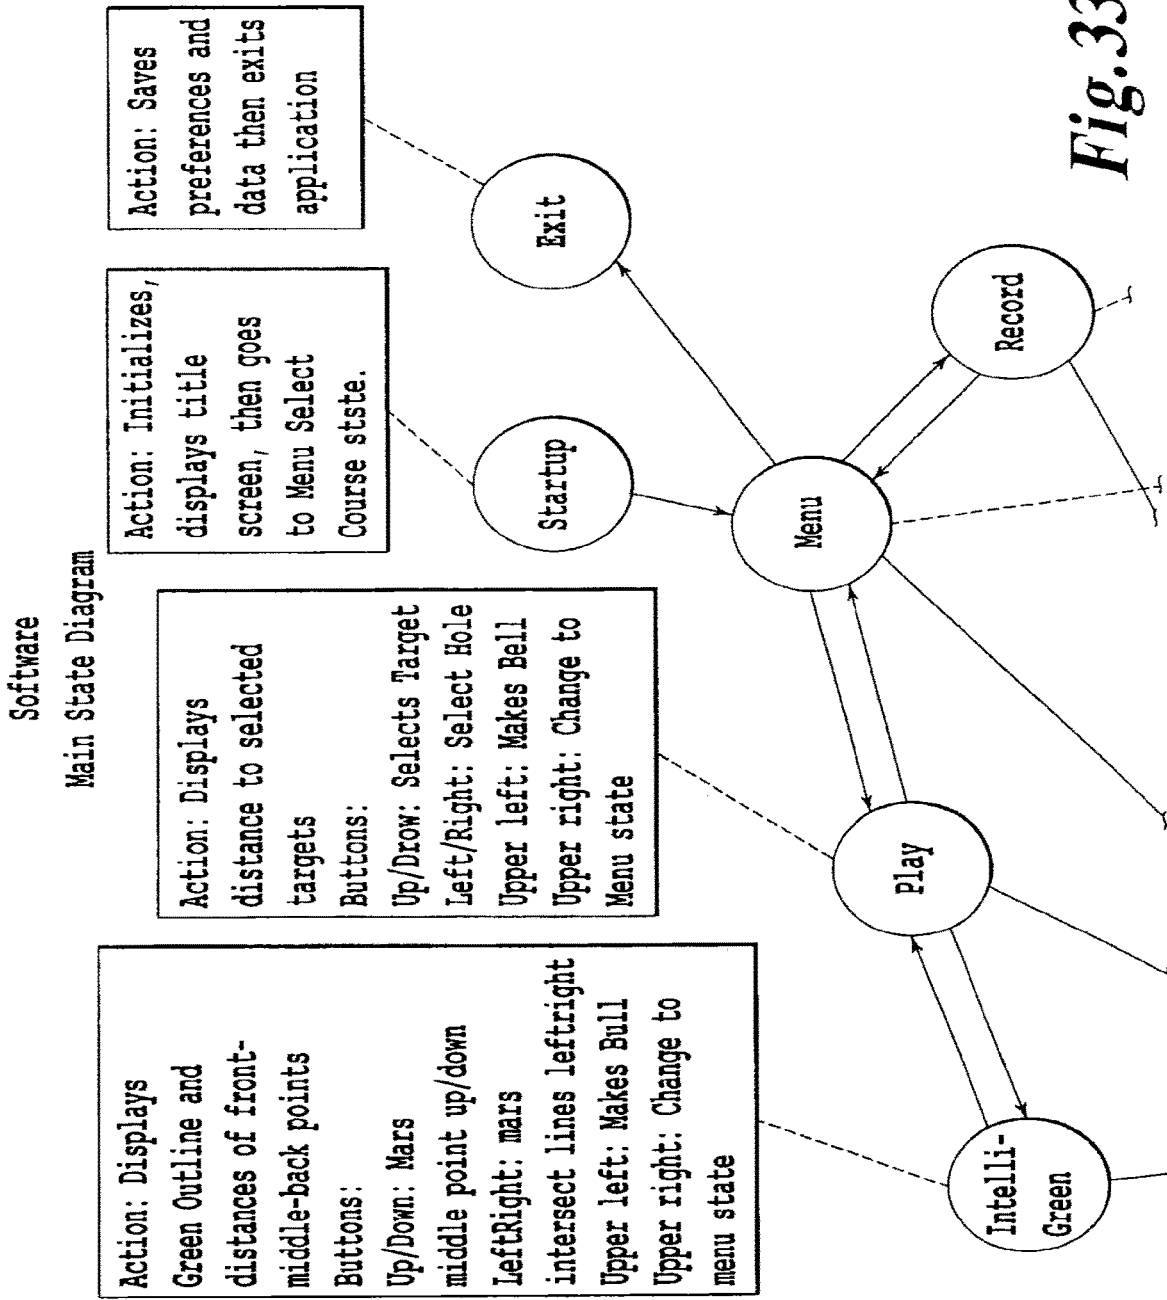 Software
Main State Diagram
Action: Displays
Green Outline and
distances of front-
middle-back points
Buttons:
Up/Down: Mars
middle point up/down
LeftRight: mars
intersect lines leftright
Upper left: Makes Bull
Upper right: Change to
menu state
Action: Displays
distance to selected
targets
Buttons:
Up/Drow: Selects Target
Left/Right: Select Hole
Upper left: Makes Bell
Upper right: Change to
Menu state
Action: Initializes,
displays title
screen, then goes
to Menu Select
Course stste.
Action: Saves
preferences and
data then exits
application
Startup
Exit
Intelli-
Green
Play
Menu
Record
Fig.33